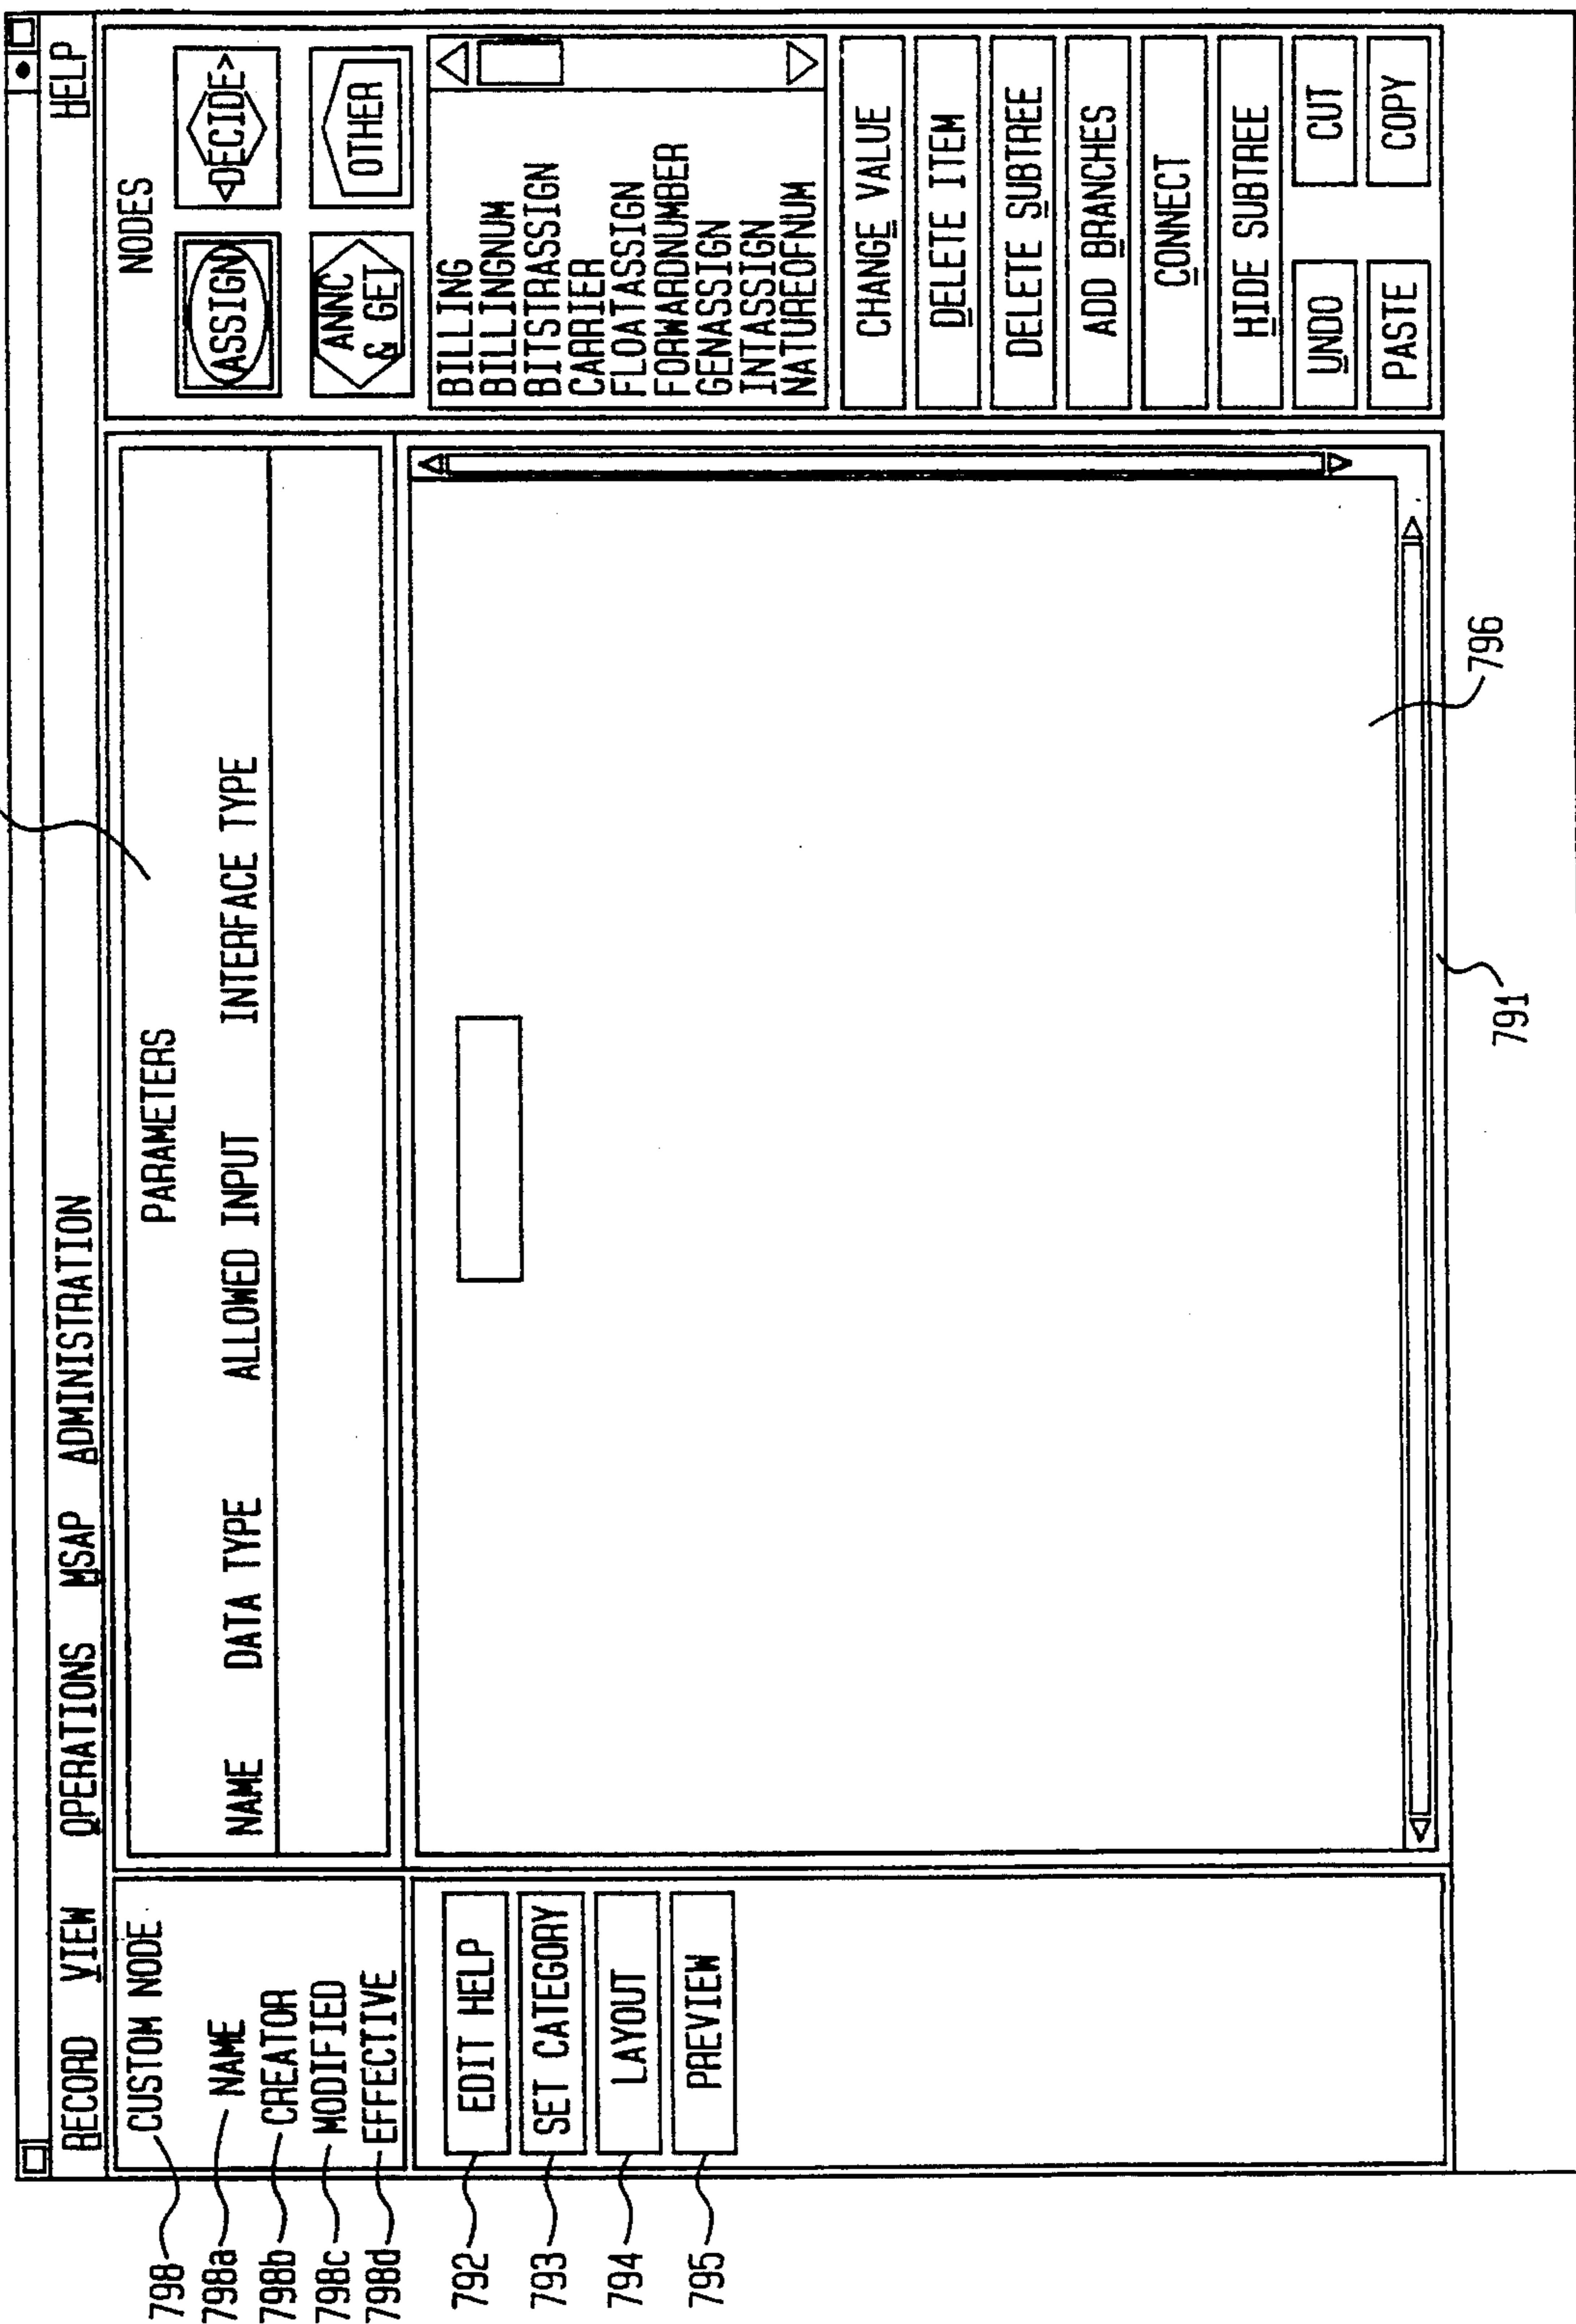 HELP
RECORD VIEW OPERATIONS MSAP ADMINISTRATION
798
CUSTOM NODE
798a
NAME
798b
CREATOR
798c
MODIFIED
798d
EFFECTIVE
PARAMETERS
NAME DATA TYPE ALLOWED INPUT INTERFACE TYPE
NODES
ASSIGN
<DECIDE>
ANNC
& GET
OTHER
BILLING
BILLINGNUM
BITSTRASSIGN
CARRIER
FLOATASSIGN
FORWARDNUMBER
GENASSIGN
INTASSIGN
NATUREOFNUM
792
EDIT HELP
793
SET CATEGORY
794
LAYOUT
795
PREVIEW
CHANGE VALUE
DELETE ITEM
DELETE SUBTREE
ADD BRANCHES
CONNECT
HIDE SUBTREE
UNDO CUT
PASTE COPY
796
791